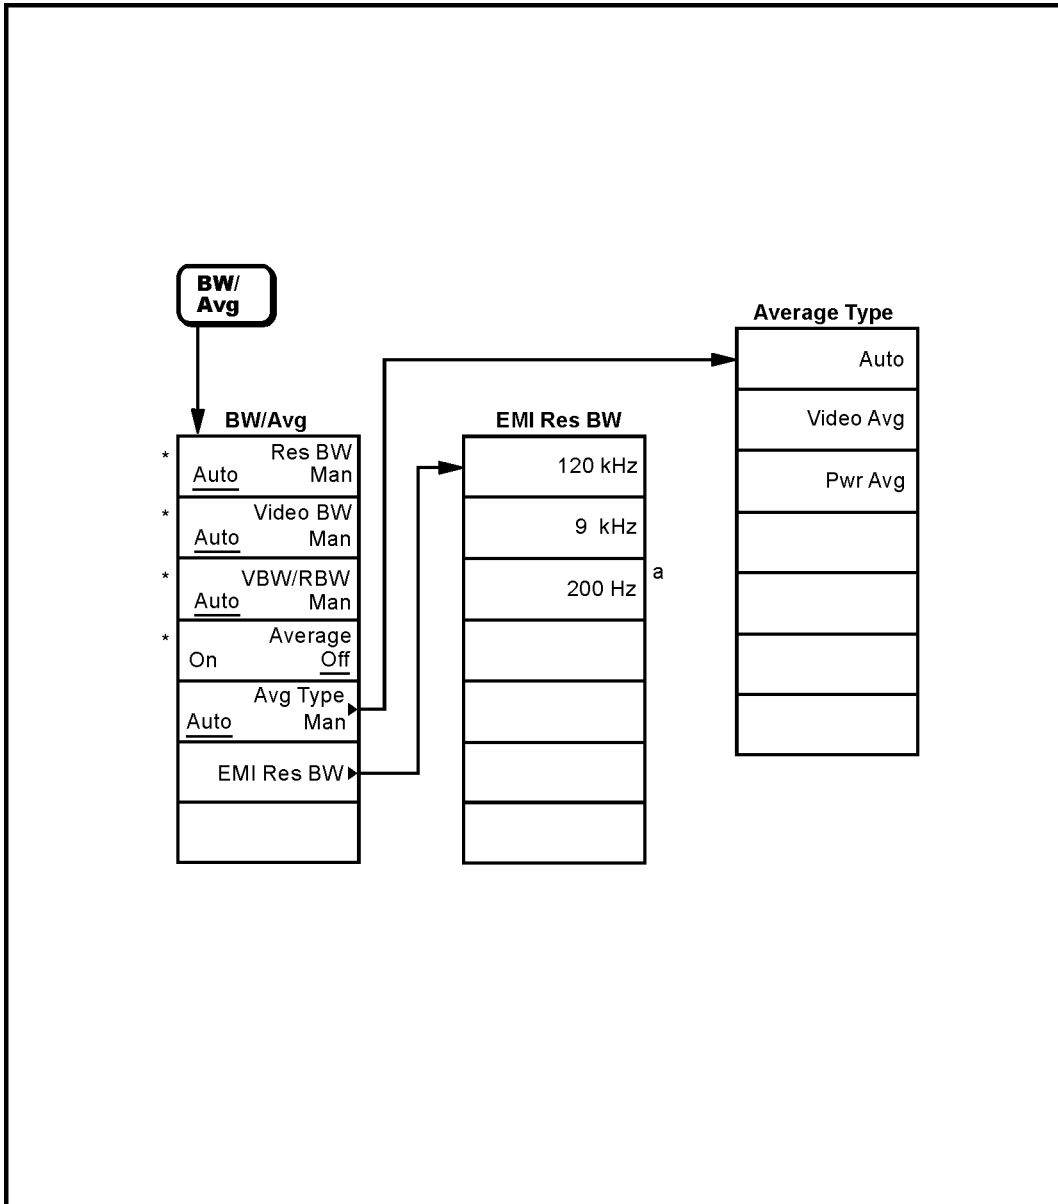 BW/
Avg
BW/Avg
* Res BW
Auto Man
* Video BW
Auto Man
* VBW/RBW
Auto Man
* Average
On Off
Avg Type
Auto Man
EMI Res BW
EMI Res BW
120 kHz
9 kHz
200 Hz a
Average Type
Auto
Video Avg
Pwr Avg